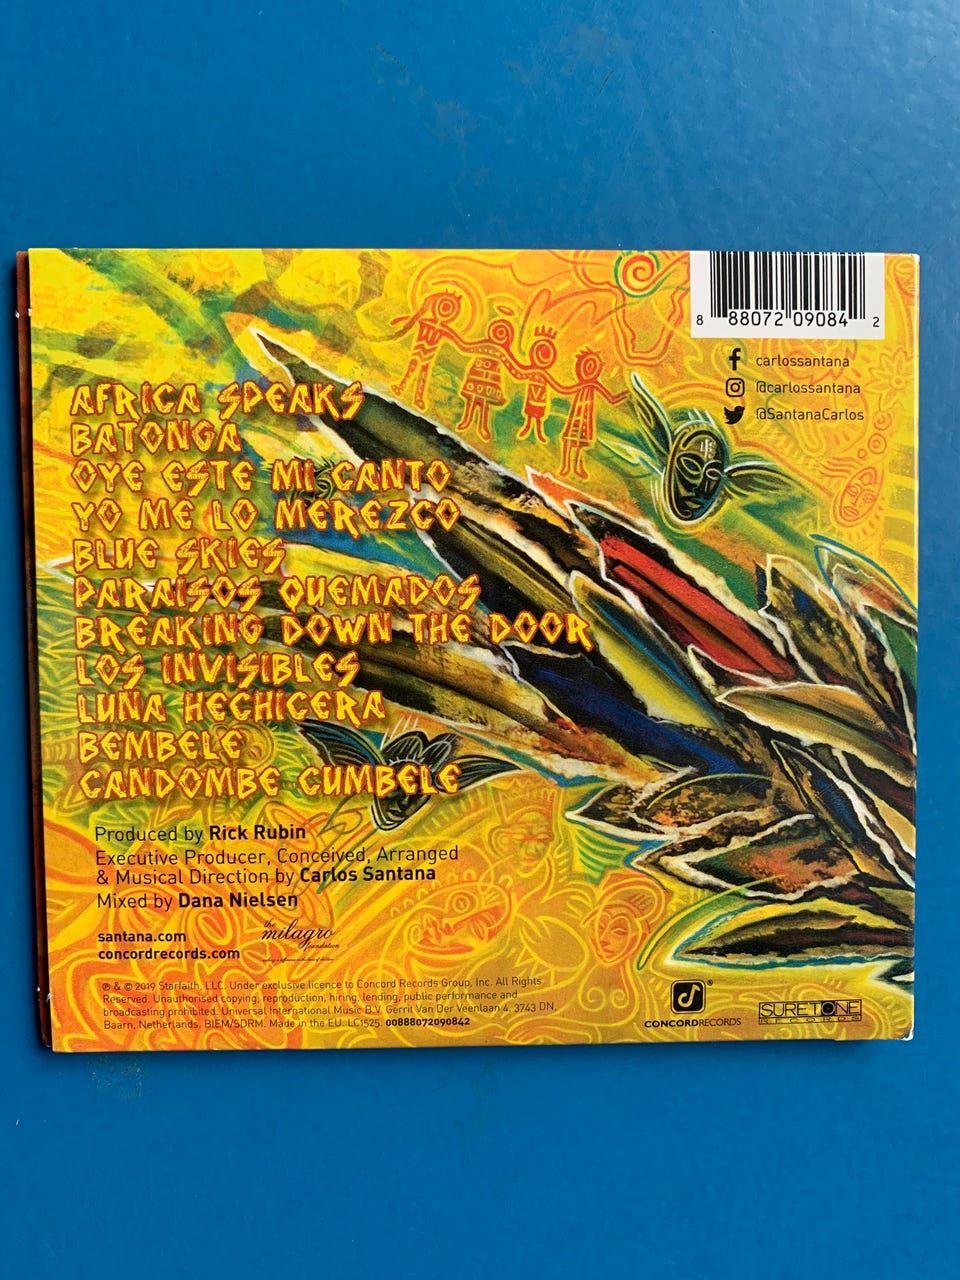 8 88072 09084 2
carlossantana
@carlossantana
@SantanaCarlos
AFRICA SPEAKS
BATONGA
OYE ESTE MI CANTO
YO ME LO MEREZCO
BLUE SKIES
PARAÍSOS QUEMADOS
BREAKING DOWN THE DOOR
LOS INVISIBLES
LUNA HECHICERA
BEMBELE
CANDOMBE CUMBELE
Produced by Rick Rubin
Executive Producer, Conceived, Arranged
& Musical Direction by Carlos Santana
Mixed by Dana Nielsen
santana.com
concordrecords.com
the
milagro
foundation
℗ & © 2019 Starfaith, LLC. Under exclusive licence to Concord Records Group, Inc. All Rights
Reserved. Unauthorised copying, reproduction, hiring, lending, public performance and
broadcasting prohibited. Universal International Music B.V. Gerrit Van Der Veenlaan 4, 3743 DN,
Baarn, Netherlands. BIEM/SDRM. Made in the EU. LC1525. 00888072090842
CONCORD RECORDS
SURETONE
RECORDS